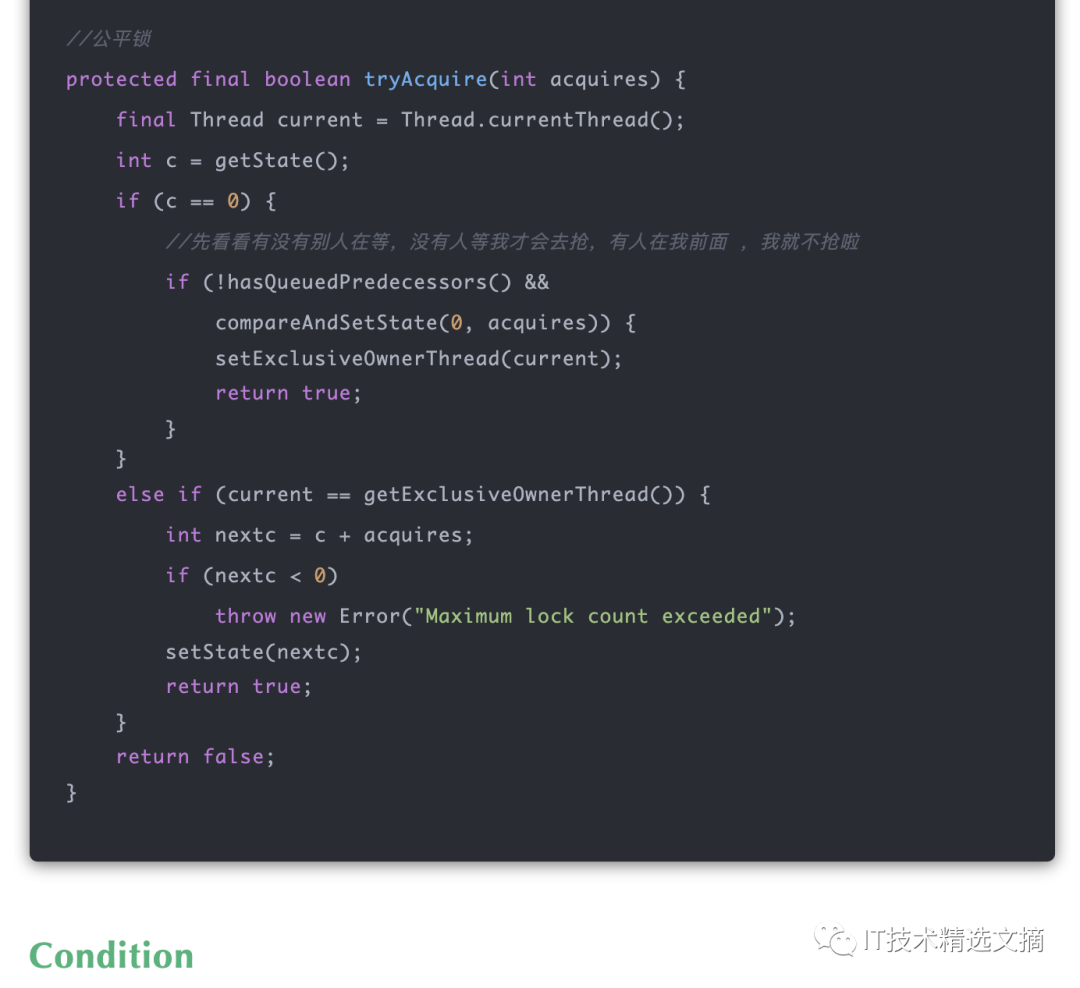 //公平锁
protected final boolean tryAcquire(int acquires) {
    final Thread current = Thread.currentThread();
    int c = getState();
    if (c == 0) {
        //先看看有没有别人在等，没有人等我才会去抢，有人在我前面 ，我就不抢啦
        if (!hasQueuedPredecessors() &&
            compareAndSetState(0, acquires)) {
            setExclusiveOwnerThread(current);
            return true;
        }
    }
    else if (current == getExclusiveOwnerThread()) {
        int nextc = c + acquires;
        if (nextc < 0)
            throw new Error("Maximum lock count exceeded");
        setState(nextc);
        return true;
    }
    return false;
}
IT技术精选文摘
Condition